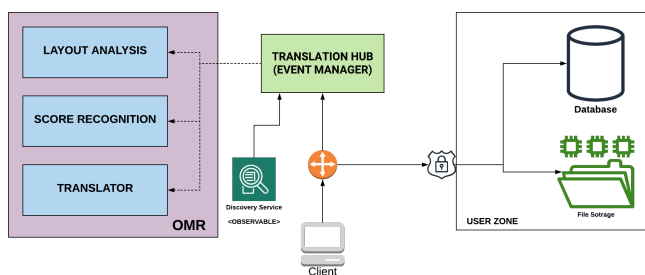 LAYOUT ANALYSIS
SCORE RECOGNITION
TRANSLATOR
OMR
TRANSLATION HUB
(EVENT MANAGER)
Discovery Service
<OBSERVABLE>
Client
Database
File Sotrage
USER ZONE